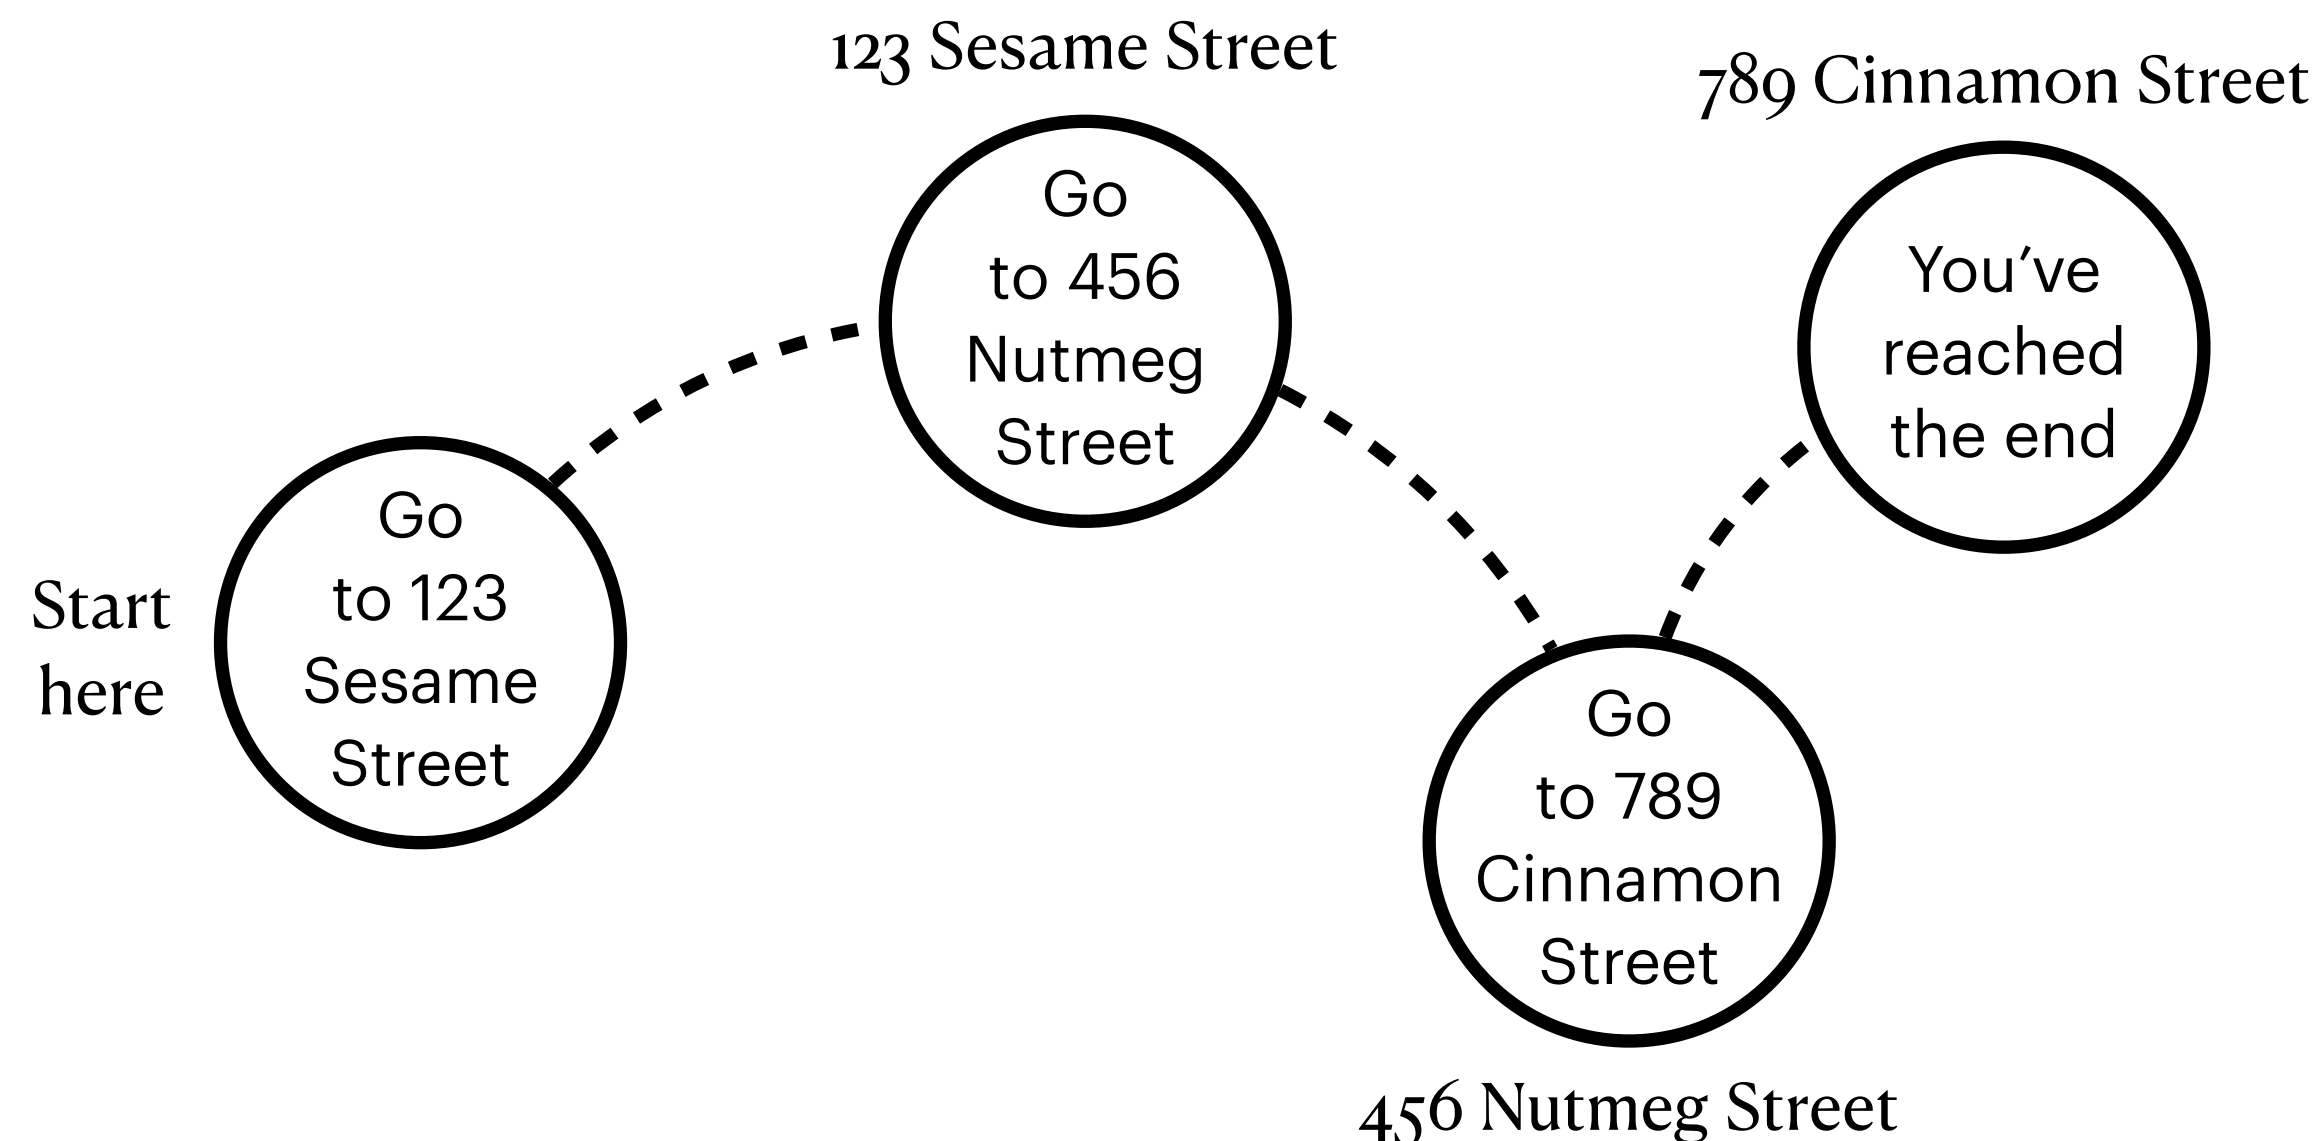 Start
here
Go
to 123
Sesame
Street
123 Sesame Street
Go
to 456
Nutmeg
Street
Go
to 789
Cinnamon
Street
456 Nutmeg Street
789 Cinnamon Street
You've
reached
the end